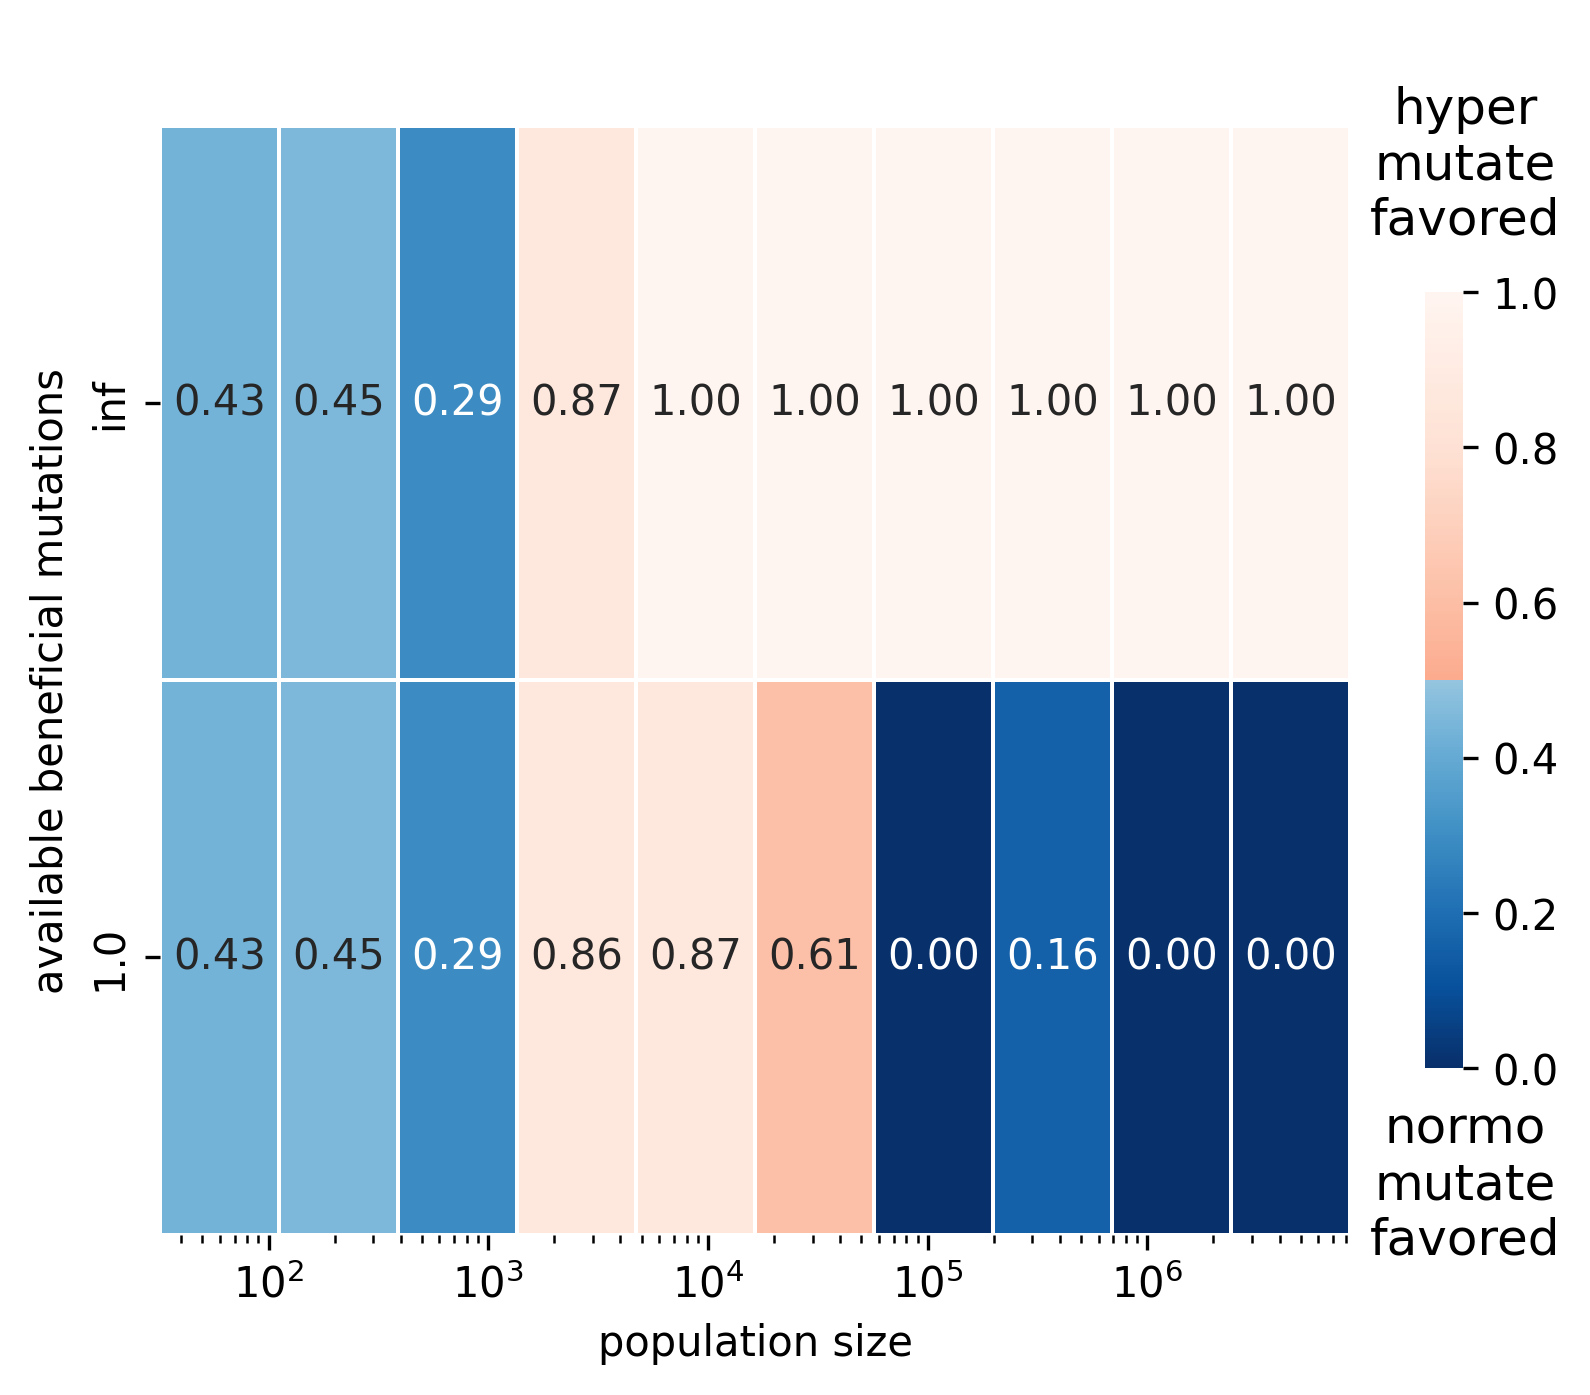 hyper
mutate
favored
available beneficial mutations
inf
0.43 0.45 0.29 0.87 1.00 1.00 1.00 1.00 1.00 1.00
1.0
0.43 0.45 0.29 0.86 0.87 0.61 0.00 0.16 0.00 0.00
10² 10³ 10⁴ 10⁵ 10⁶
population size
1.0
0.8
0.6
0.4
0.2
0.0
normo
mutate
favored